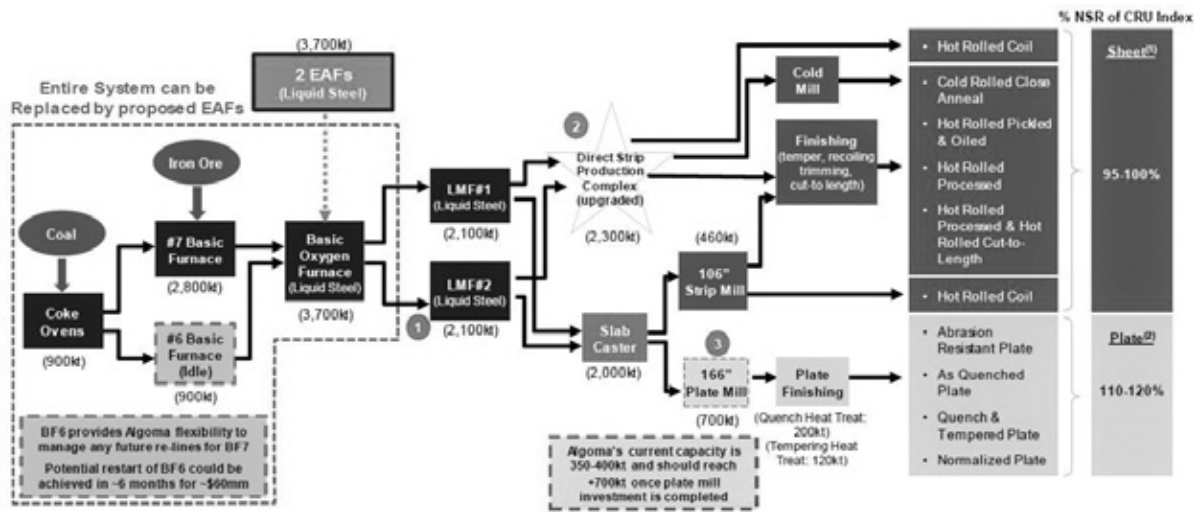 % NSR of CRU Index
(3,700kt)
2 EAFs
(Liquid Steel)
Entire System can be
Replaced by proposed EAFs
Iron Ore
Coal
#7 Basic
Furnace
(2,800kt)
Coke
Ovens
(900kt)
#6 Basic
Furnace
(Idle)
(900kt)
Basic
Oxygen
Furnace
(Liquid Steel)
(3,700kt)
BF6 provides Algoma flexibility to
manage any future re-lines for BF7
Potential restart of BF6 could be
achieved in ~6 months for ~$60mm
LMF#1
(Liquid Steel)
(2,100kt)
LMF#2
(Liquid Steel)
1
(2,100kt)
2
Direct Strip
Production
Complex
(upgraded)
(2,300kt)
Slab
Caster
(2,000kt)
Cold
Mill
Finishing
(temper, recoiling
trimming,
cut-to length)
(460kt)
106"
Strip Mill
3
166"
Plate Mill
(700kt)
Plate
Finishing
(Quench Heat Treat:
200kt)
(Tempering Heat
Treat: 120kt)
Algoma's current capacity is
350-400kt and should reach
+700kt once plate mill
investment is completed
• Hot Rolled Coil
• Cold Rolled Close
Anneal
• Hot Rolled Pickled
& Oiled
• Hot Rolled
Processed
• Hot Rolled
Processed & Hot
Rolled Cut-to-
Length
• Hot Rolled Coil
• Abrasion
Resistant Plate
• As Quenched
Plate
• Quench &
Tempered Plate
• Normalized Plate
Sheet(1)
95-100%
Plate(2)
110-120%